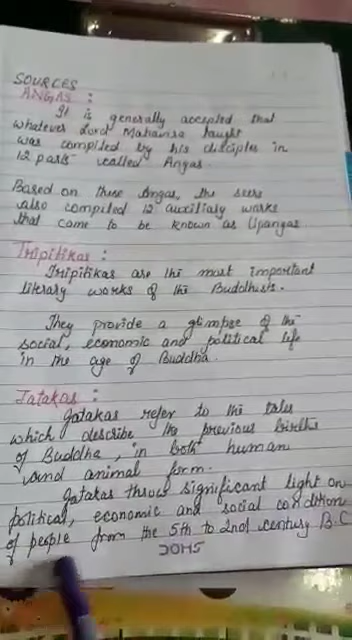 SOURCES
ANGAS :
It is generally accepted that
whatever Lord Mahavira taught
was compiled by his disciples in
12 parts called Angas.
Based on these Angas, the seers
also compiled 12 auxiliary works
that came to be known as Upangas
Tripitikas :
Tripitikas are the most important
literary works of the Buddhists.
They provide a glimpse of the
social, economic and political life
in the age of Buddha.
Jatakas :
Jatakas refer to the tales
which describe the previous births
of Buddha, in both human
and animal form.
Jatakas throw significant light on
political, economic and social condition
of people from the 5th to 2nd century B.C